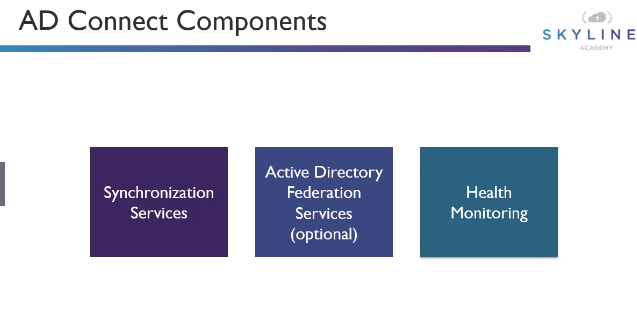 AD Connect Components
SKYLINE
ACADEMY
Synchronization
Services
Active Directory
Federation
Services
(optional)
Health
Monitoring